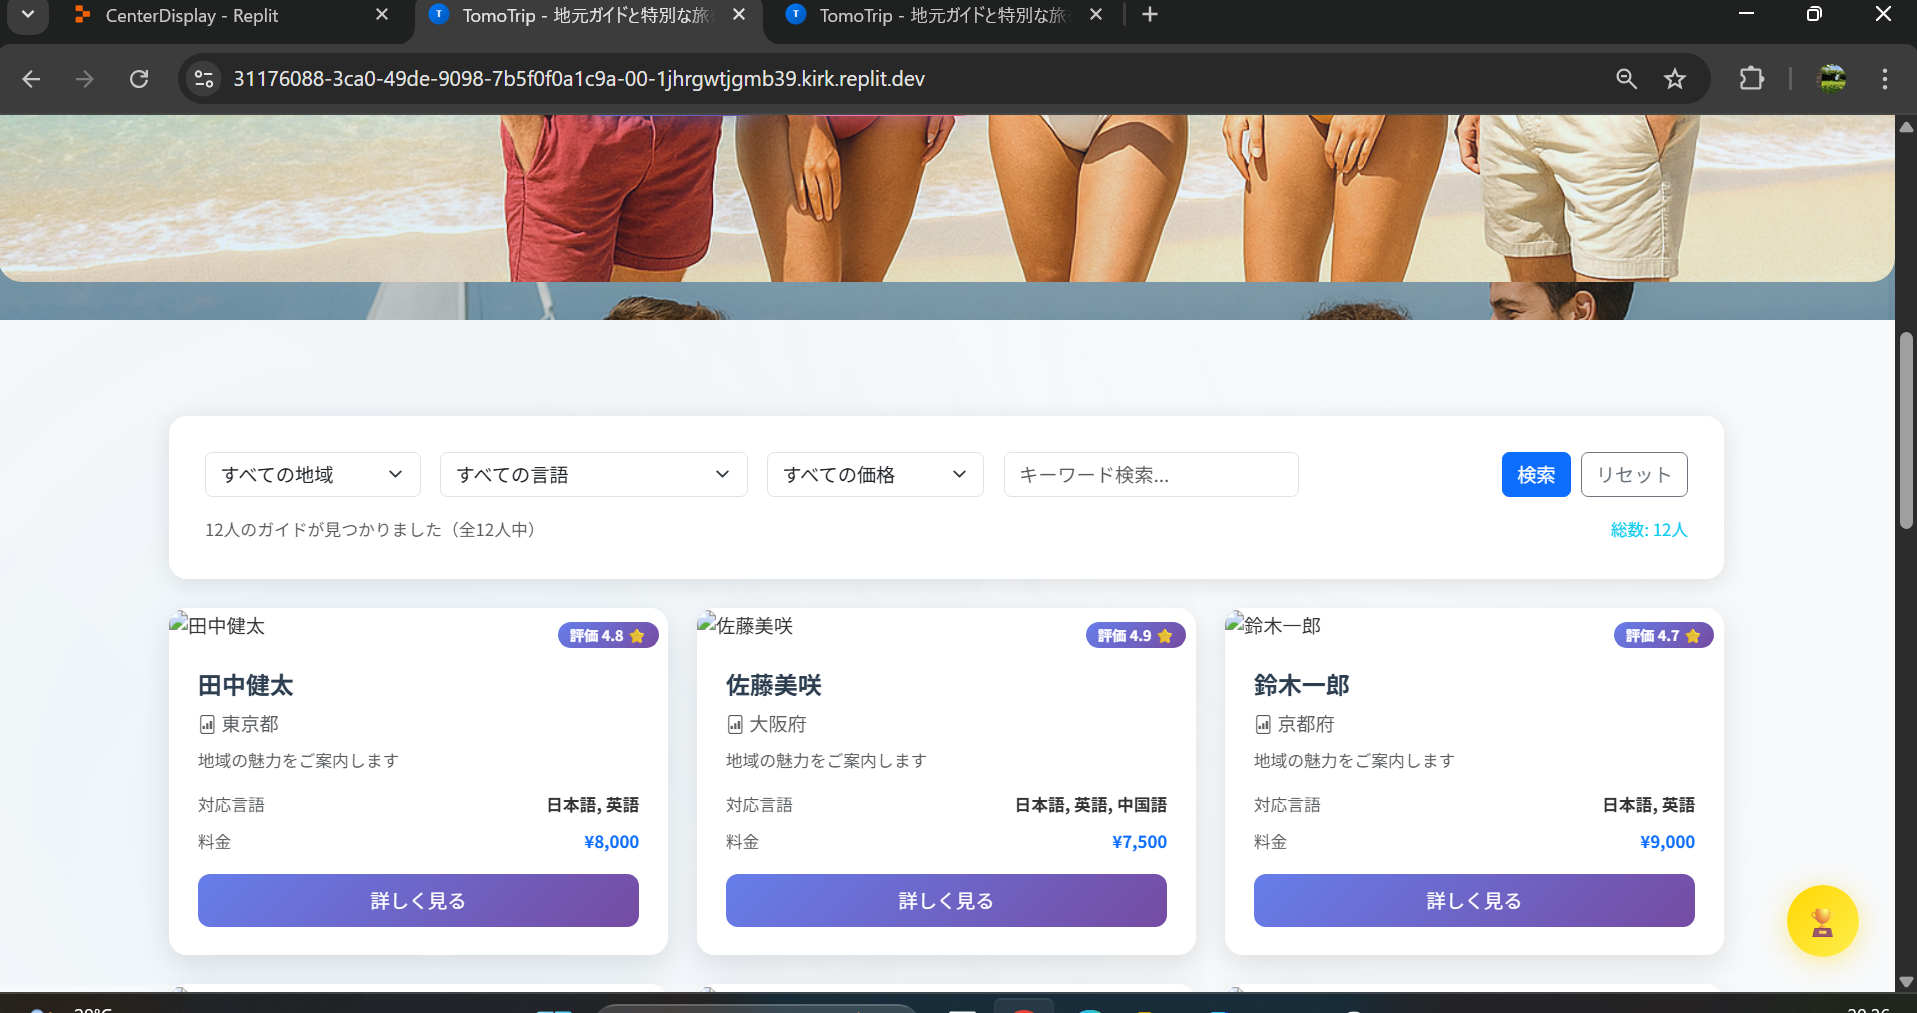 CenterDisplay - Replit
TomoTrip - 地元ガイドと特別な旅
TomoTrip - 地元ガイドと特別な旅
31176088-3ca0-49de-9098-7b5f0f0a1c9a-00-1jhrgwtjgmb39.kirk.replit.dev
すべての地域
すべての言語
すべての価格
キーワード検索...
検索
リセット
12人のガイドが見つかりました（全12人中）
総数: 12人
田中健太
評価 4.8
佐藤美咲
評価 4.9
鈴木一郎
評価 4.7
田中健太
佐藤美咲
鈴木一郎
東京都
大阪府
京都府
地域の魅力をご案内します
地域の魅力をご案内します
地域の魅力をご案内します
対応言語
日本語, 英語
対応言語
日本語, 英語, 中国語
対応言語
日本語, 英語
料金
¥8,000
料金
¥7,500
料金
¥9,000
詳しく見る
詳しく見る
詳しく見る